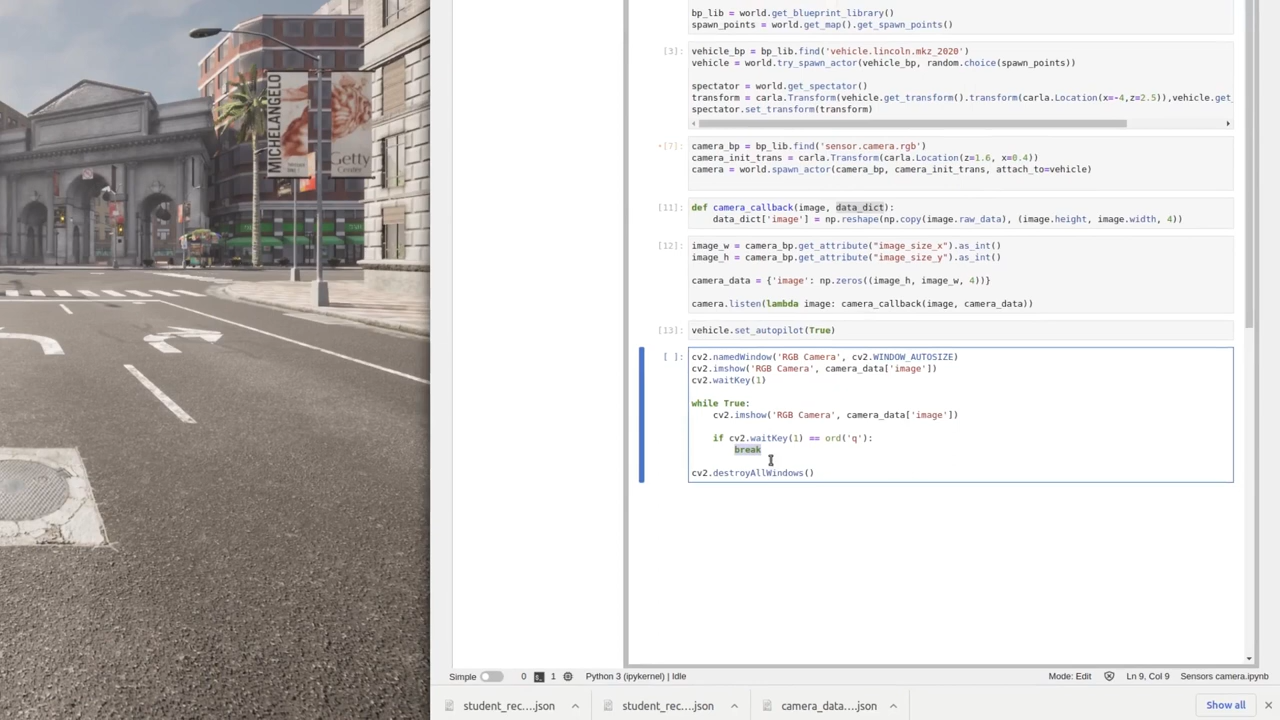 MICHELANGELO
Getty
bp_lib = world.get_blueprint_library()
spawn_points = world.get_map().get_spawn_points()
[3]:
vehicle_bp = bp_lib.find('vehicle.lincoln.mkz_2020')
vehicle = world.try_spawn_actor(vehicle_bp, random.choice(spawn_points))
spectator = world.get_spectator()
transform = carla.Transform(vehicle.get_transform().transform(carla.Location(x=-4,z=2.5)),vehicle.get_
spectator.set_transform(transform)
•[7]:
camera_bp = bp_lib.find('sensor.camera.rgb')
camera_init_trans = carla.Transform(carla.Location(z=1.6, x=0.4))
camera = world.spawn_actor(camera_bp, camera_init_trans, attach_to=vehicle)
[11]:
def camera_callback(image, data_dict):
    data_dict['image'] = np.reshape(np.copy(image.raw_data), (image.height, image.width, 4))
[12]:
image_w = camera_bp.get_attribute("image_size_x").as_int()
image_h = camera_bp.get_attribute("image_size_y").as_int()
camera_data = {'image': np.zeros((image_h, image_w, 4))}
camera.listen(lambda image: camera_callback(image, camera_data))
[13]:
vehicle.set_autopilot(True)
[ ]:
cv2.namedWindow('RGB Camera', cv2.WINDOW_AUTOSIZE)
cv2.imshow('RGB Camera', camera_data['image'])
cv2.waitKey(1)
while True:
    cv2.imshow('RGB Camera', camera_data['image'])
    if cv2.waitKey(1) == ord('q'):
        break
cv2.destroyAllWindows()
Simple 0 1 Python 3 (ipykernel) | Idle Mode: Edit Ln 9, Col 9 Sensors camera.ipynb
student_rec....json student_rec....json camera_data....json Show all